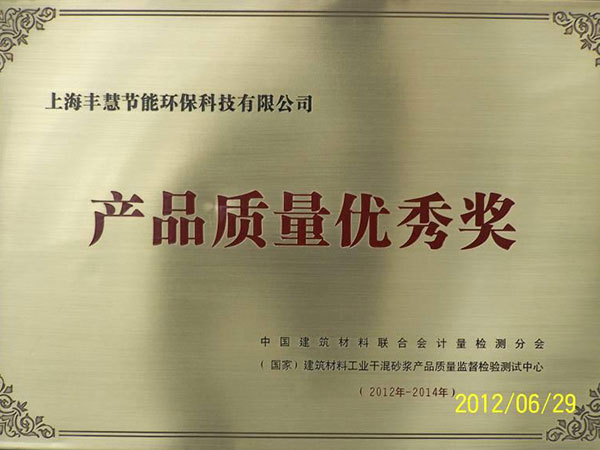 上海丰慧节能环保科技有限公司
产品质量优秀奖
中国建筑材料联合会计量检测分会
（国家）建筑材料工业干混砂浆产品质量监督检验测试中心
（2012年-2014年）
2012/06/29